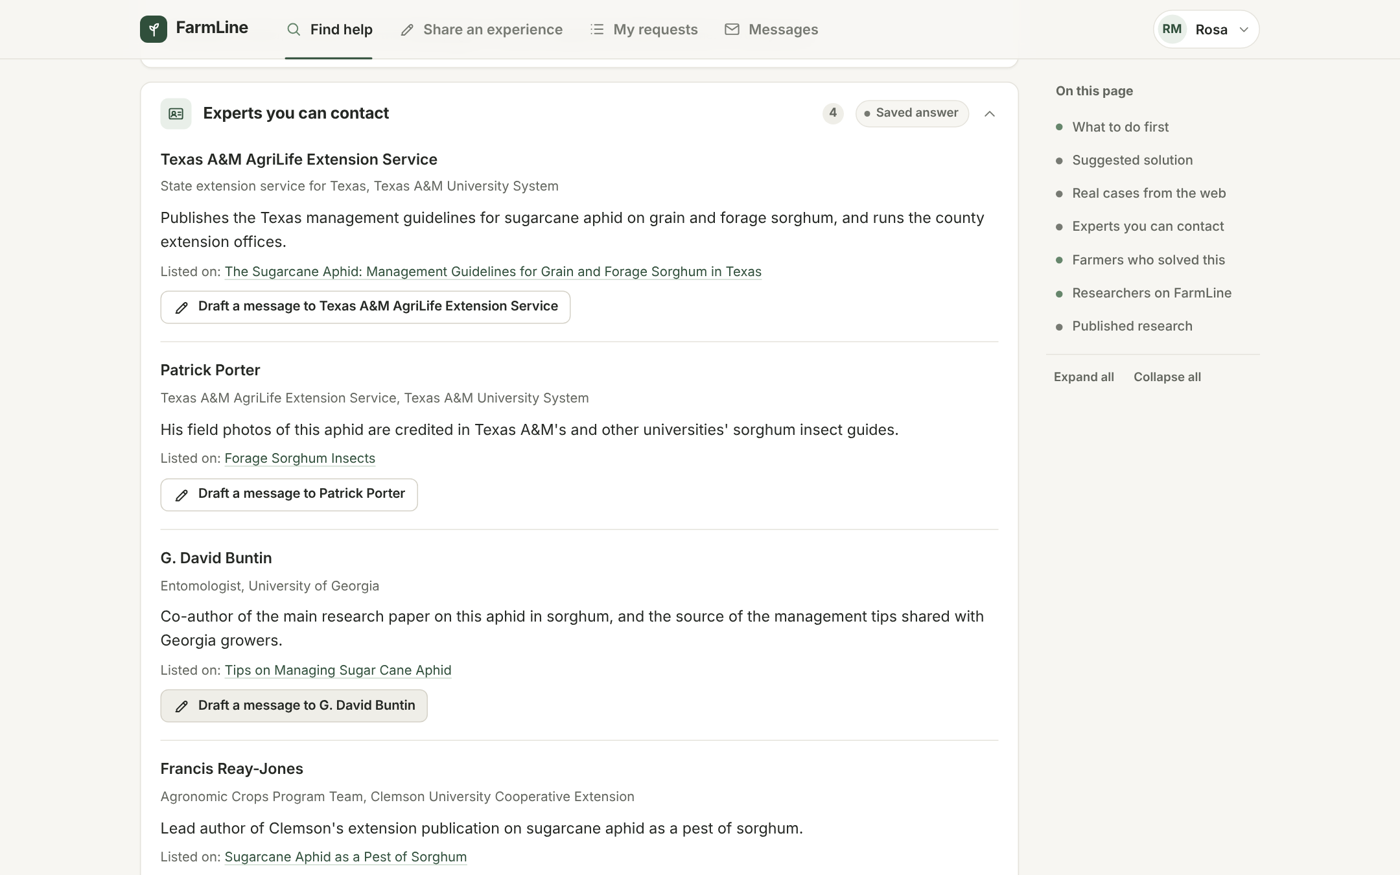 FarmLine
Find help
Share an experience
My requests
Messages
RM
Rosa
Experts you can contact
4
Saved answer
Texas A&M AgriLife Extension Service
State extension service for Texas, Texas A&M University System
Publishes the Texas management guidelines for sugarcane aphid on grain and forage sorghum, and runs the county
extension offices.
Listed on: The Sugarcane Aphid: Management Guidelines for Grain and Forage Sorghum in Texas
Draft a message to Texas A&M AgriLife Extension Service
Patrick Porter
Texas A&M AgriLife Extension Service, Texas A&M University System
His field photos of this aphid are credited in Texas A&M's and other universities' sorghum insect guides.
Listed on: Forage Sorghum Insects
Draft a message to Patrick Porter
G. David Buntin
Entomologist, University of Georgia
Co-author of the main research paper on this aphid in sorghum, and the source of the management tips shared with
Georgia growers.
Listed on: Tips on Managing Sugar Cane Aphid
Draft a message to G. David Buntin
Francis Reay-Jones
Agronomic Crops Program Team, Clemson University Cooperative Extension
Lead author of Clemson's extension publication on sugarcane aphid as a pest of sorghum.
Listed on: Sugarcane Aphid as a Pest of Sorghum
On this page
What to do first
Suggested solution
Real cases from the web
Experts you can contact
Farmers who solved this
Researchers on FarmLine
Published research
Expand all
Collapse all